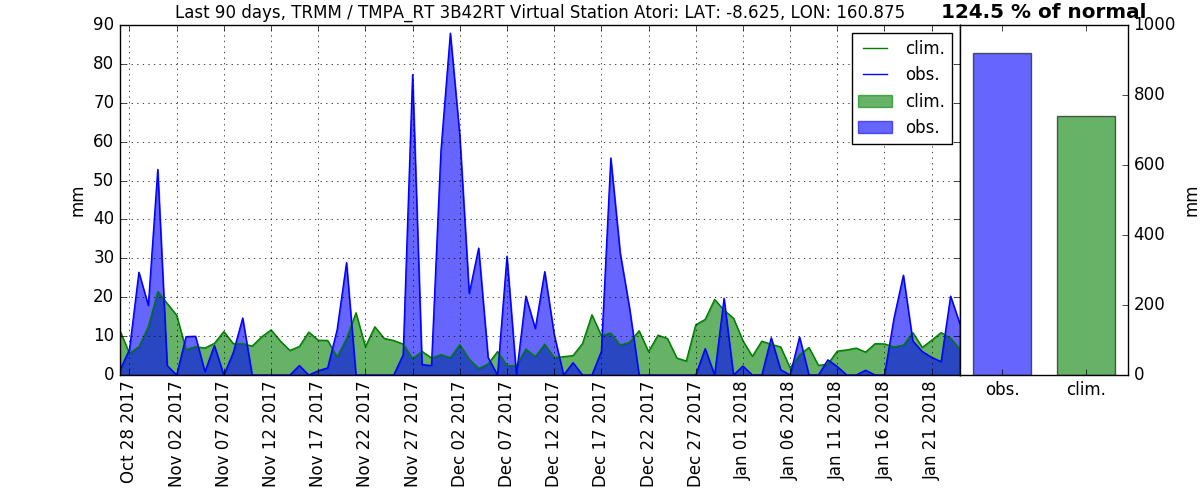 Last 90 days, TRMM / TMPA_RT 3B42RT Virtual Station Atori: LAT: -8.625, LON: 160.875
124.5 % of normal
90
80
70
60
50
40
30
20
10
0
mm
clim.
obs.
clim.
obs.
1000
800
600
400
200
0
mm
obs.
clim.
Oct 28 2017
Nov 02 2017
Nov 07 2017
Nov 12 2017
Nov 17 2017
Nov 22 2017
Nov 27 2017
Dec 02 2017
Dec 07 2017
Dec 12 2017
Dec 17 2017
Dec 22 2017
Dec 27 2017
Jan 01 2018
Jan 06 2018
Jan 11 2018
Jan 16 2018
Jan 21 2018